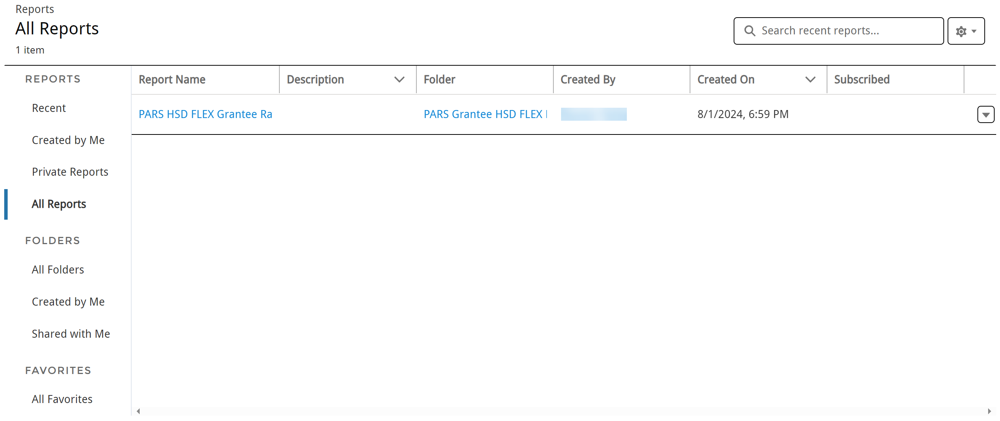 Reports
All Reports
1 item
Search recent reports...
REPORTS
Recent
Created by Me
Private Reports
All Reports
FOLDERS
All Folders
Created by Me
Shared with Me
FAVORITES
All Favorites
Report Name Description Folder Created By Created On Subscribed
PARS HSD FLEX Grantee Ra PARS Grantee HSD FLEX 8/1/2024, 6:59 PM